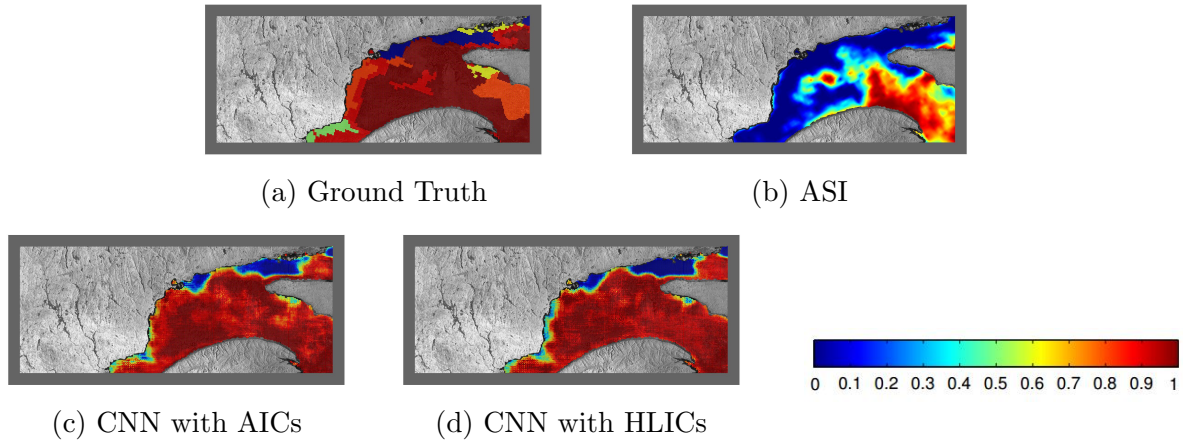 (a) Ground Truth
(b) ASI
(c) CNN with AICs
(d) CNN with HLICs
0 0.1 0.2 0.3 0.4 0.5 0.6 0.7 0.8 0.9 1